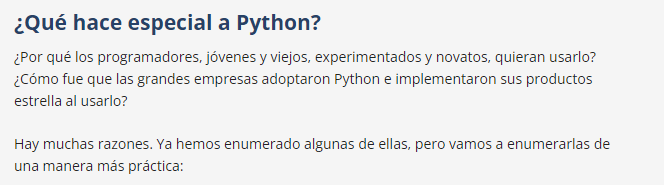 ¿Qué hace especial a Python?
¿Por qué los programadores, jóvenes y viejos, experimentados y novatos, quieran usarlo?
¿Cómo fue que las grandes empresas adoptaron Python e implementaron sus productos
estrella al usarlo?
Hay muchas razones. Ya hemos enumerado algunas de ellas, pero vamos a enumerarlas de
una manera más práctica: